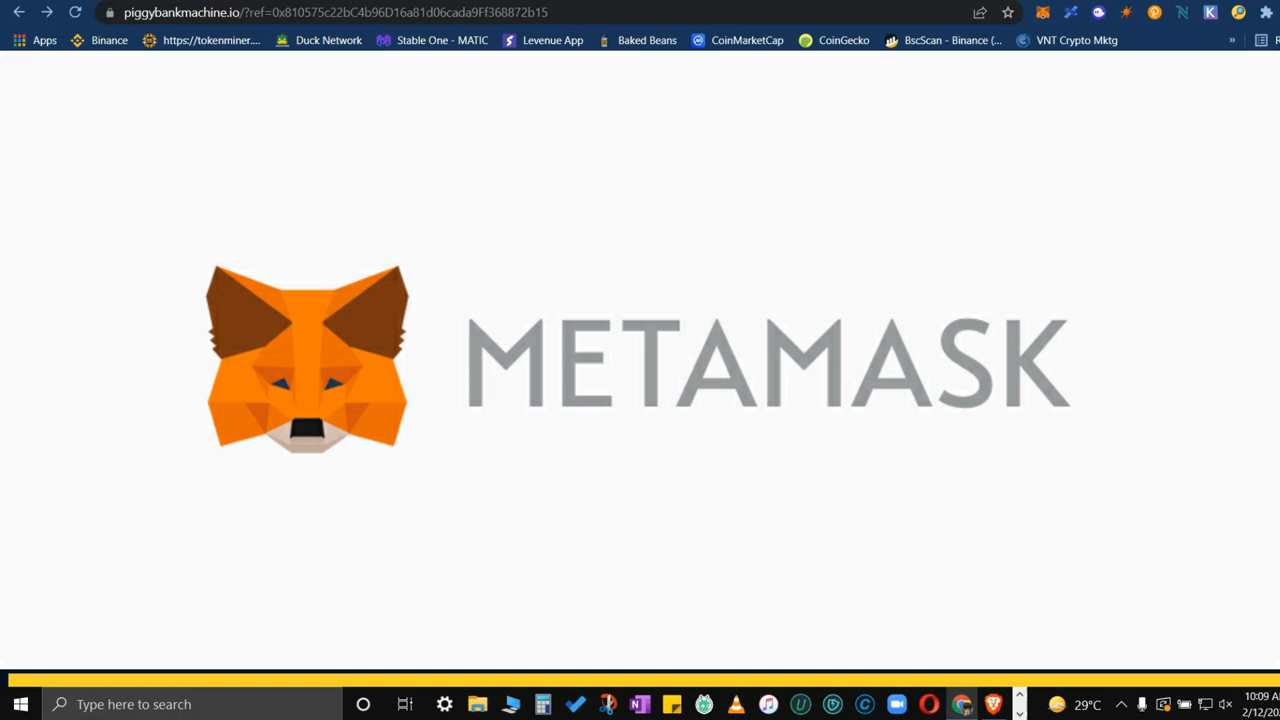 piggybankmachine.io/?ref=0x810575c22bC4b96D16a81d06cada9Ff368872b15
Apps Binance https://tokenminer.... Duck Network Stable One - MATIC Levenue App Baked Beans CoinMarketCap CoinGecko BscScan - Binance (... VNT Crypto Mktg » R
METAMASK
Type here to search 29°C 10:09 A
2/12/20